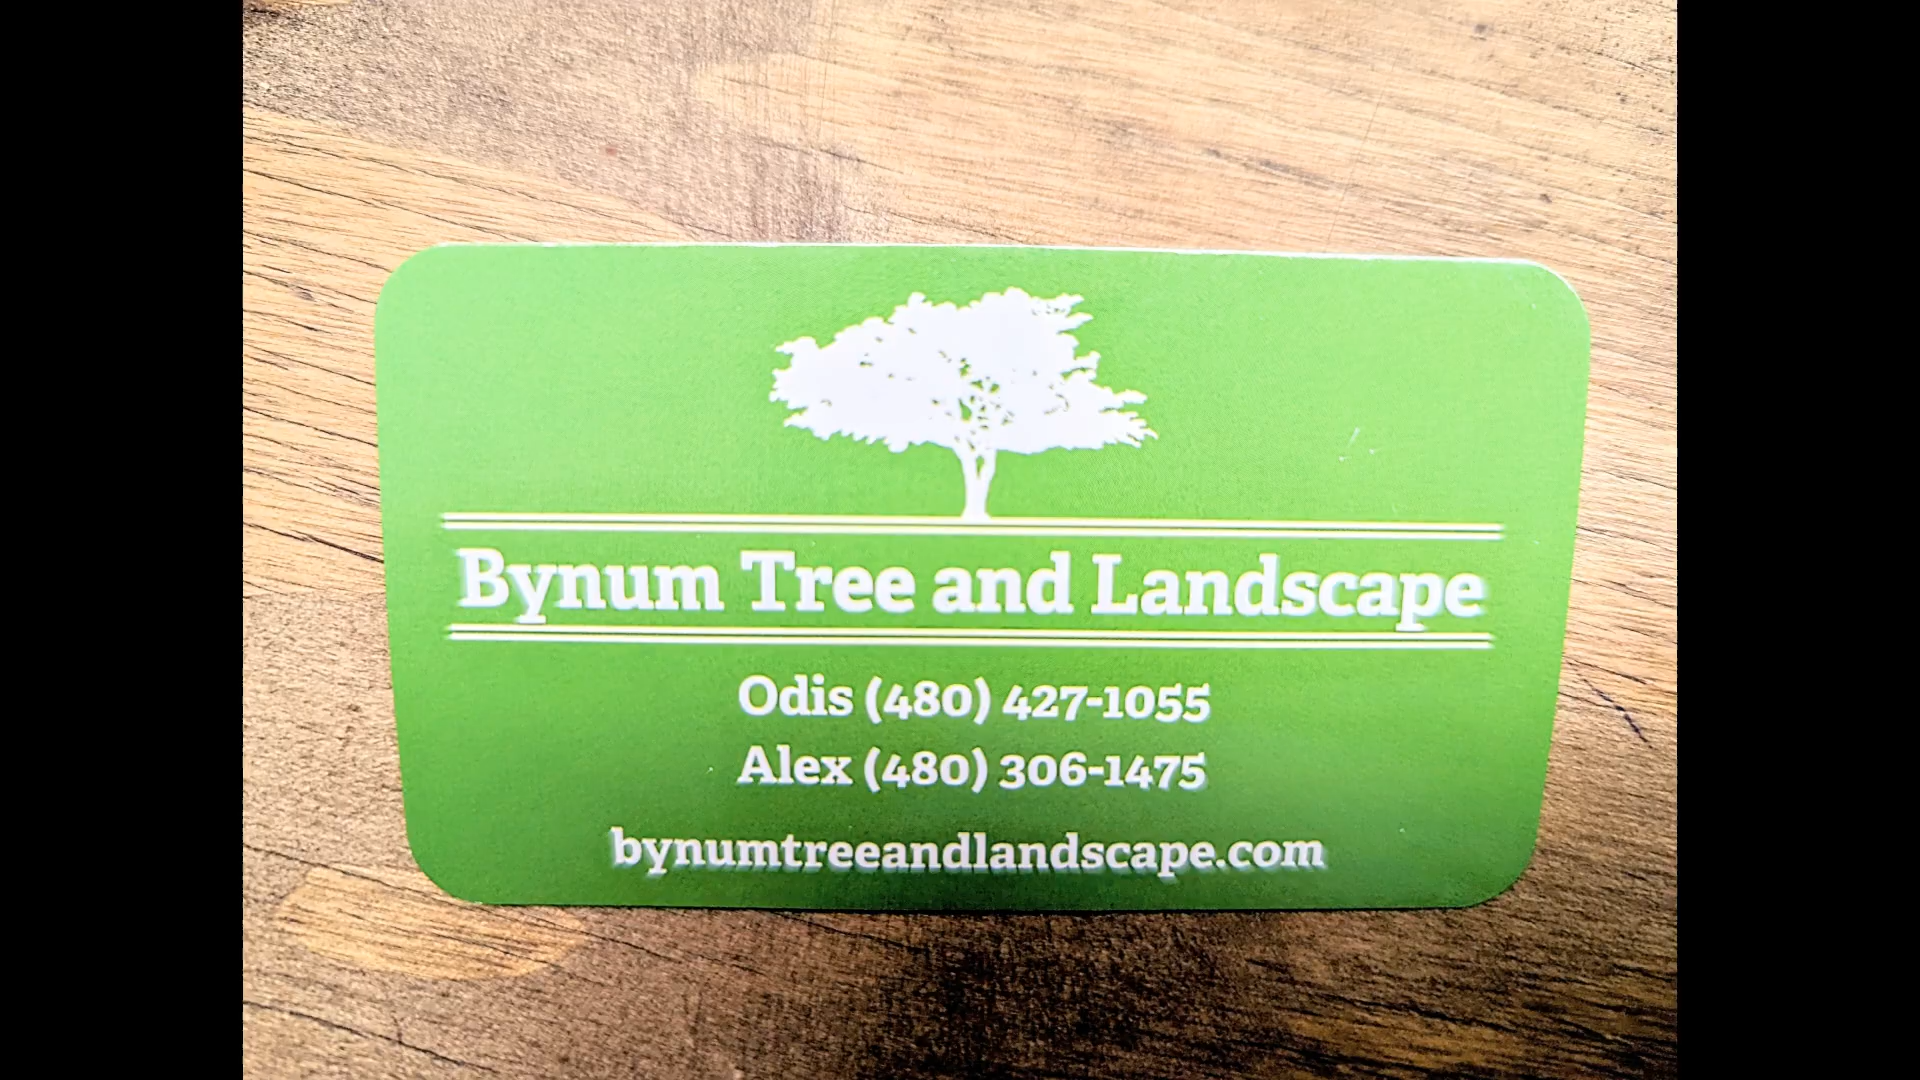 Bynum Tree and Landscape
Odis (480) 427-1055
Alex (480) 306-1475
bynumtreeandlandscape.com